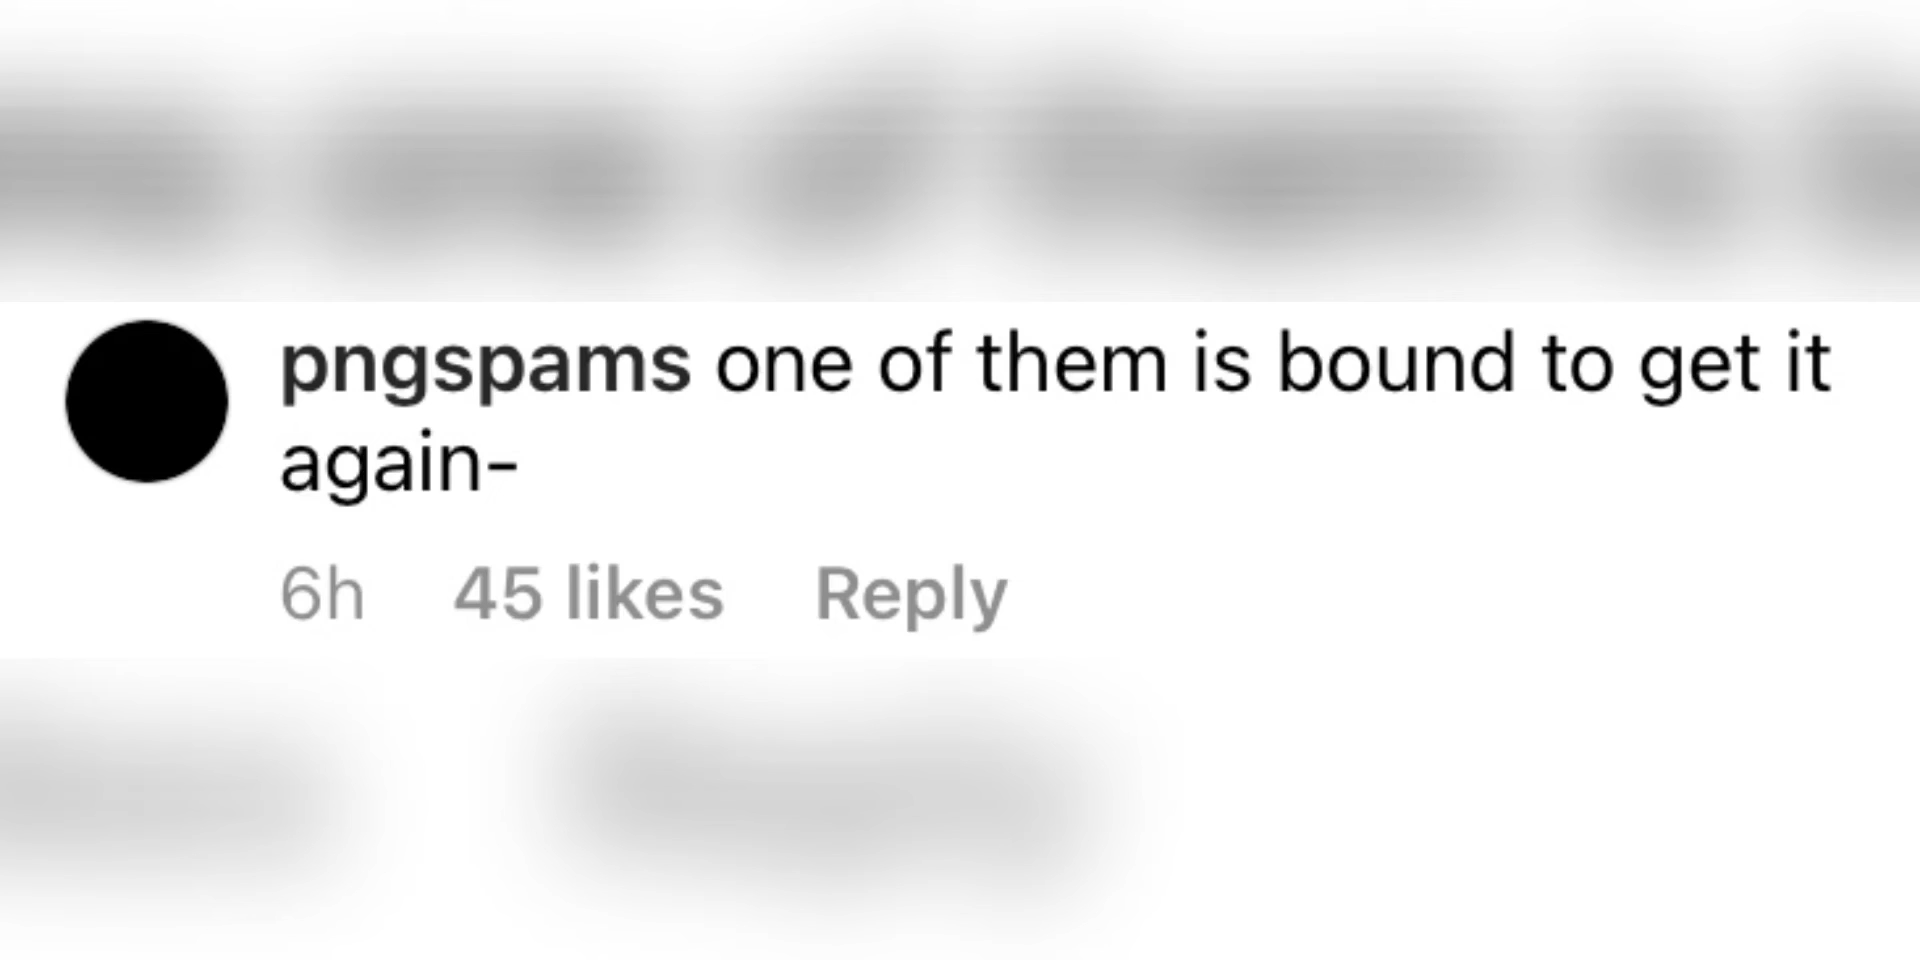 pngspams one of them is bound to get it
again-
6h 45 likes Reply